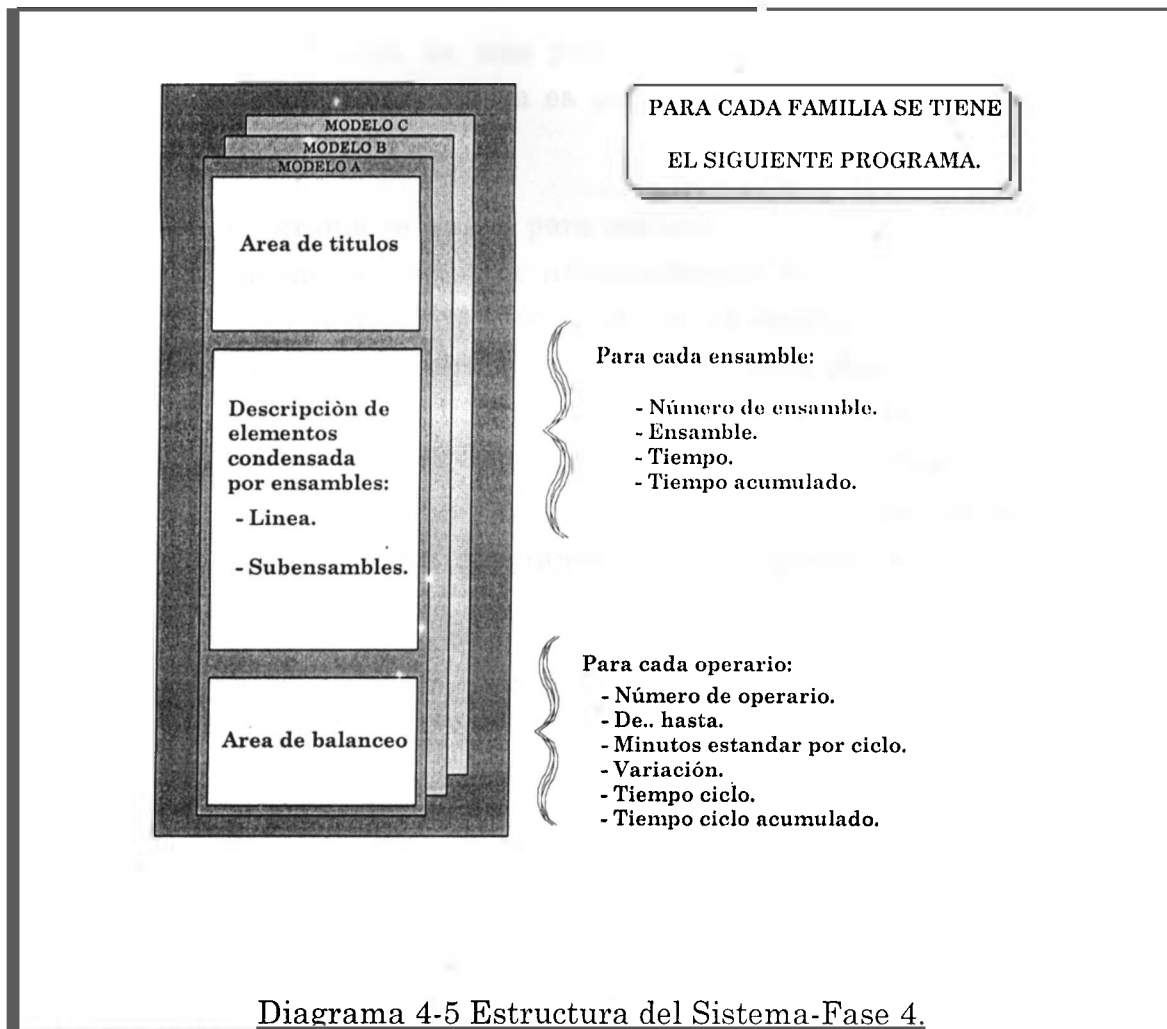 PARA CADA FAMILIA SE TIENE
EL SIGUIENTE PROGRAMA.
MODELO C
MODELO B
MODELO A
Area de titulos
Descripciòn de
elementos
condensada
por ensambles:
- Linea.
- Subensambles.
Area de balanceo
Para cada ensamble:
- Número de ensamble.
- Ensamble.
- Tiempo.
- Tiempo acumulado.
Para cada operario:
- Número de operario.
- De.. hasta.
- Minutos estandar por ciclo.
- Variación.
- Tiempo ciclo.
- Tiempo ciclo acumulado.
Diagrama 4-5 Estructura del Sistema-Fase 4.